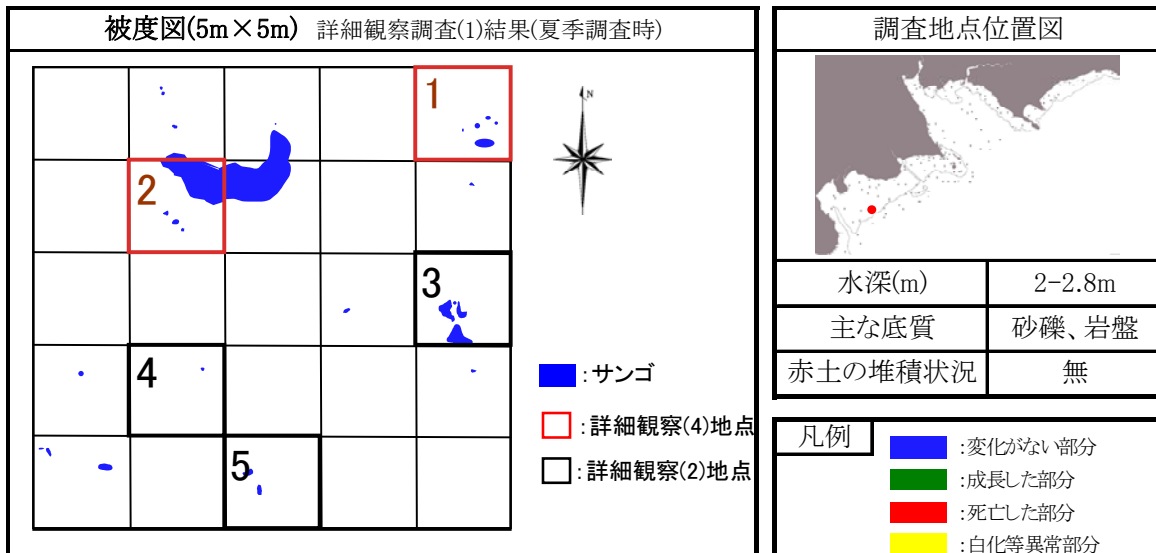 被度図(5m×5m) 詳細観察調査(1)結果(夏季調査時)
1
2
3
4
5
N
:サンゴ
:詳細観察(4)地点
:詳細観察(2)地点
調査地点位置図
水深(m) 2-2.8m
主な底質 砂礫、岩盤
赤土の堆積状況 無
凡例
:変化がない部分
:成長した部分
:死亡した部分
:白化等異常部分